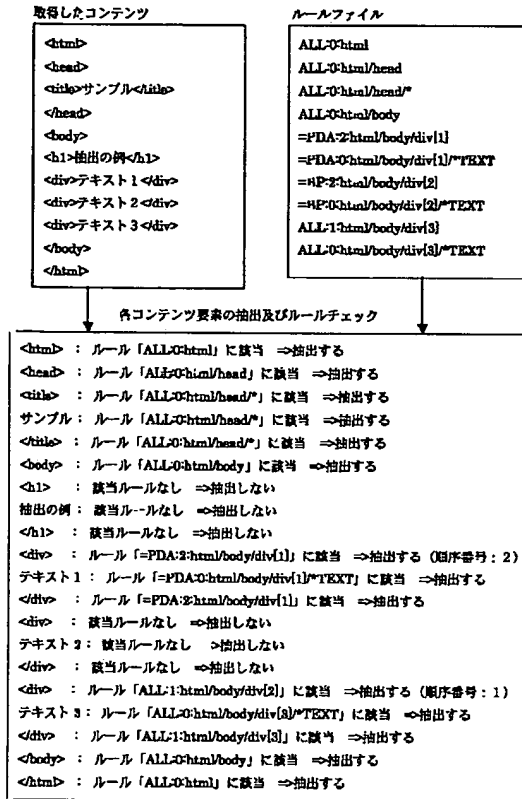 取得したコンテンツ
<html>
<head>
<title>サンプル</title>
</head>
<body>
<h1>抽出の例</h1>
<div>テキスト1</div>
<div>テキスト2</div>
<div>テキスト3</div>
</body>
</html>
ルールファイル
ALL:0:html
ALL:0:html/head
ALL:0:html/head/*
ALL:0:html/body
=PDA:2:html/body/div[1]
=PDA:0:html/body/div[1]/*TEXT
=HP:2:html/body/div[2]
=HP:0:html/body/div[2]/*TEXT
ALL:1:html/body/div[3]
ALL:0:html/body/div[3]/*TEXT
各コンテンツ要素の抽出及びルールチェック
<html> : ルール「ALL:0:html」に該当 ⇒抽出する
<head> : ルール「ALL:0:html/head」に該当 ⇒抽出する
<title> : ルール「ALL:0:html/head/*」に該当 ⇒抽出する
サンプル : ルール「ALL:0:html/head/*」に該当 ⇒抽出する
</title> : ルール「ALL:0:html/head/*」に該当 ⇒抽出する
<body> : ルール「ALL:0:html/body」に該当 ⇒抽出する
<h1> : 該当ルールなし ⇒抽出しない
抽出の例 : 該当ルールなし ⇒抽出しない
</h1> : 該当ルールなし ⇒抽出しない
<div> : ルール「=PDA:2:html/body/div[1]」に該当 ⇒抽出する（順序番号：2）
テキスト1 : ルール「=PDA:0:html/body/div[1]/*TEXT」に該当 ⇒抽出する
</div> : ルール「=PDA:2:html/body/div[1]」に該当 ⇒抽出する
<div> : 該当ルールなし ⇒抽出しない
テキスト2 : 該当ルールなし ⇒抽出しない
</div> : 該当ルールなし ⇒抽出しない
<div> : ルール「ALL:1:html/body/div[2]」に該当 ⇒抽出する（順序番号：1）
テキスト3 : ルール「ALL:0:html/body/div[3]/*TEXT」に該当 ⇒抽出する
</div> : ルール「ALL:1:html/body/div[3]」に該当 ⇒抽出する
</body> : ルール「ALL:0:html/body」に該当 ⇒抽出する
</html> : ルール「ALL:0:html」に該当 ⇒抽出する